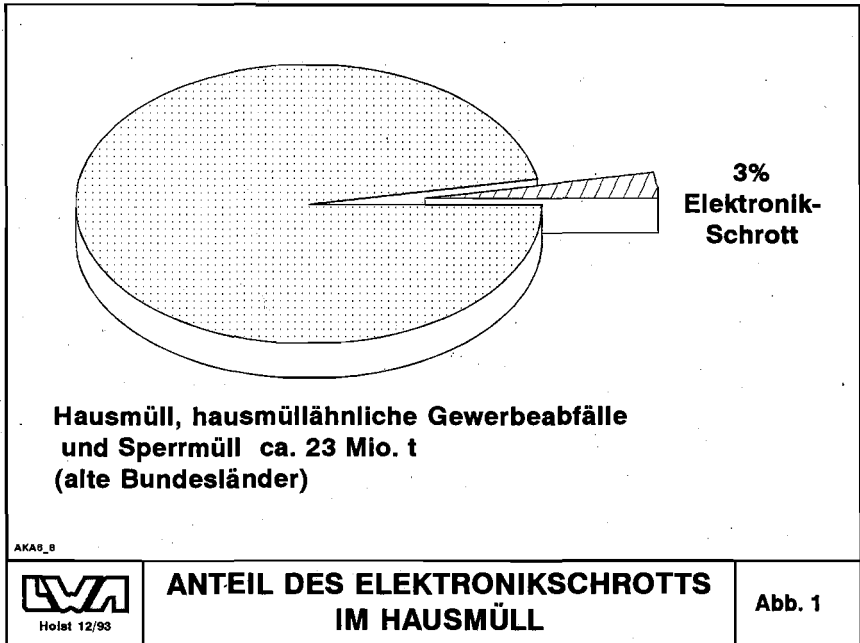 3%
Elektronik-
Schrott
Hausmüll, hausmüllähnliche Gewerbeabfälle
und Sperrmüll ca. 23 Mio. t
(alte Bundesländer)
AKA6_8
LWA
Holst 12/93
ANTEIL DES ELEKTRONIKSCHROTTS
IM HAUSMÜLL
Abb. 1